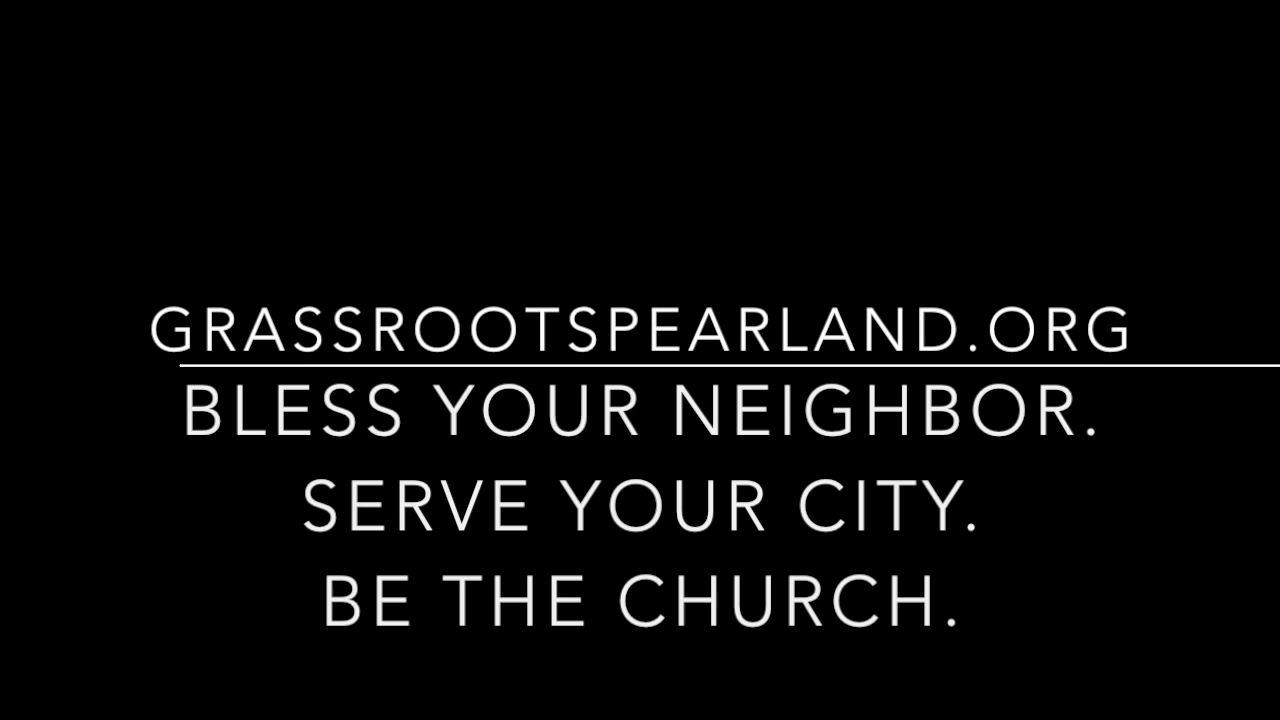 GRASSROOTSPEARLAND.ORG
BLESS YOUR NEIGHBOR.
SERVE YOUR CITY.
BE THE CHURCH.